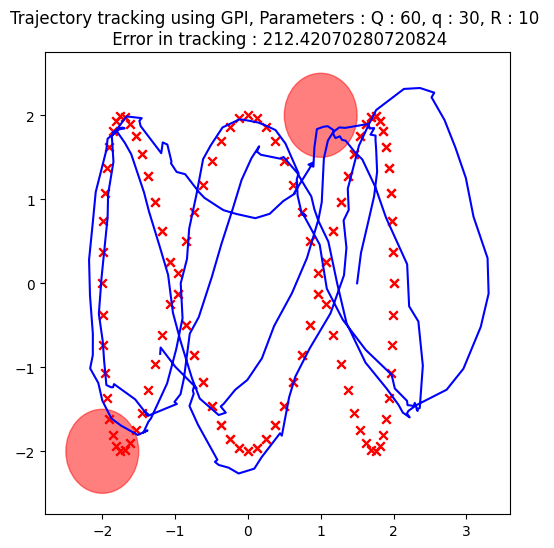 Trajectory tracking using GPI, Parameters : Q : 60, q : 30, R : 10
Error in tracking : 212.42070280720824
2
1
0
−1
−2
−2 −1 0 1 2 3